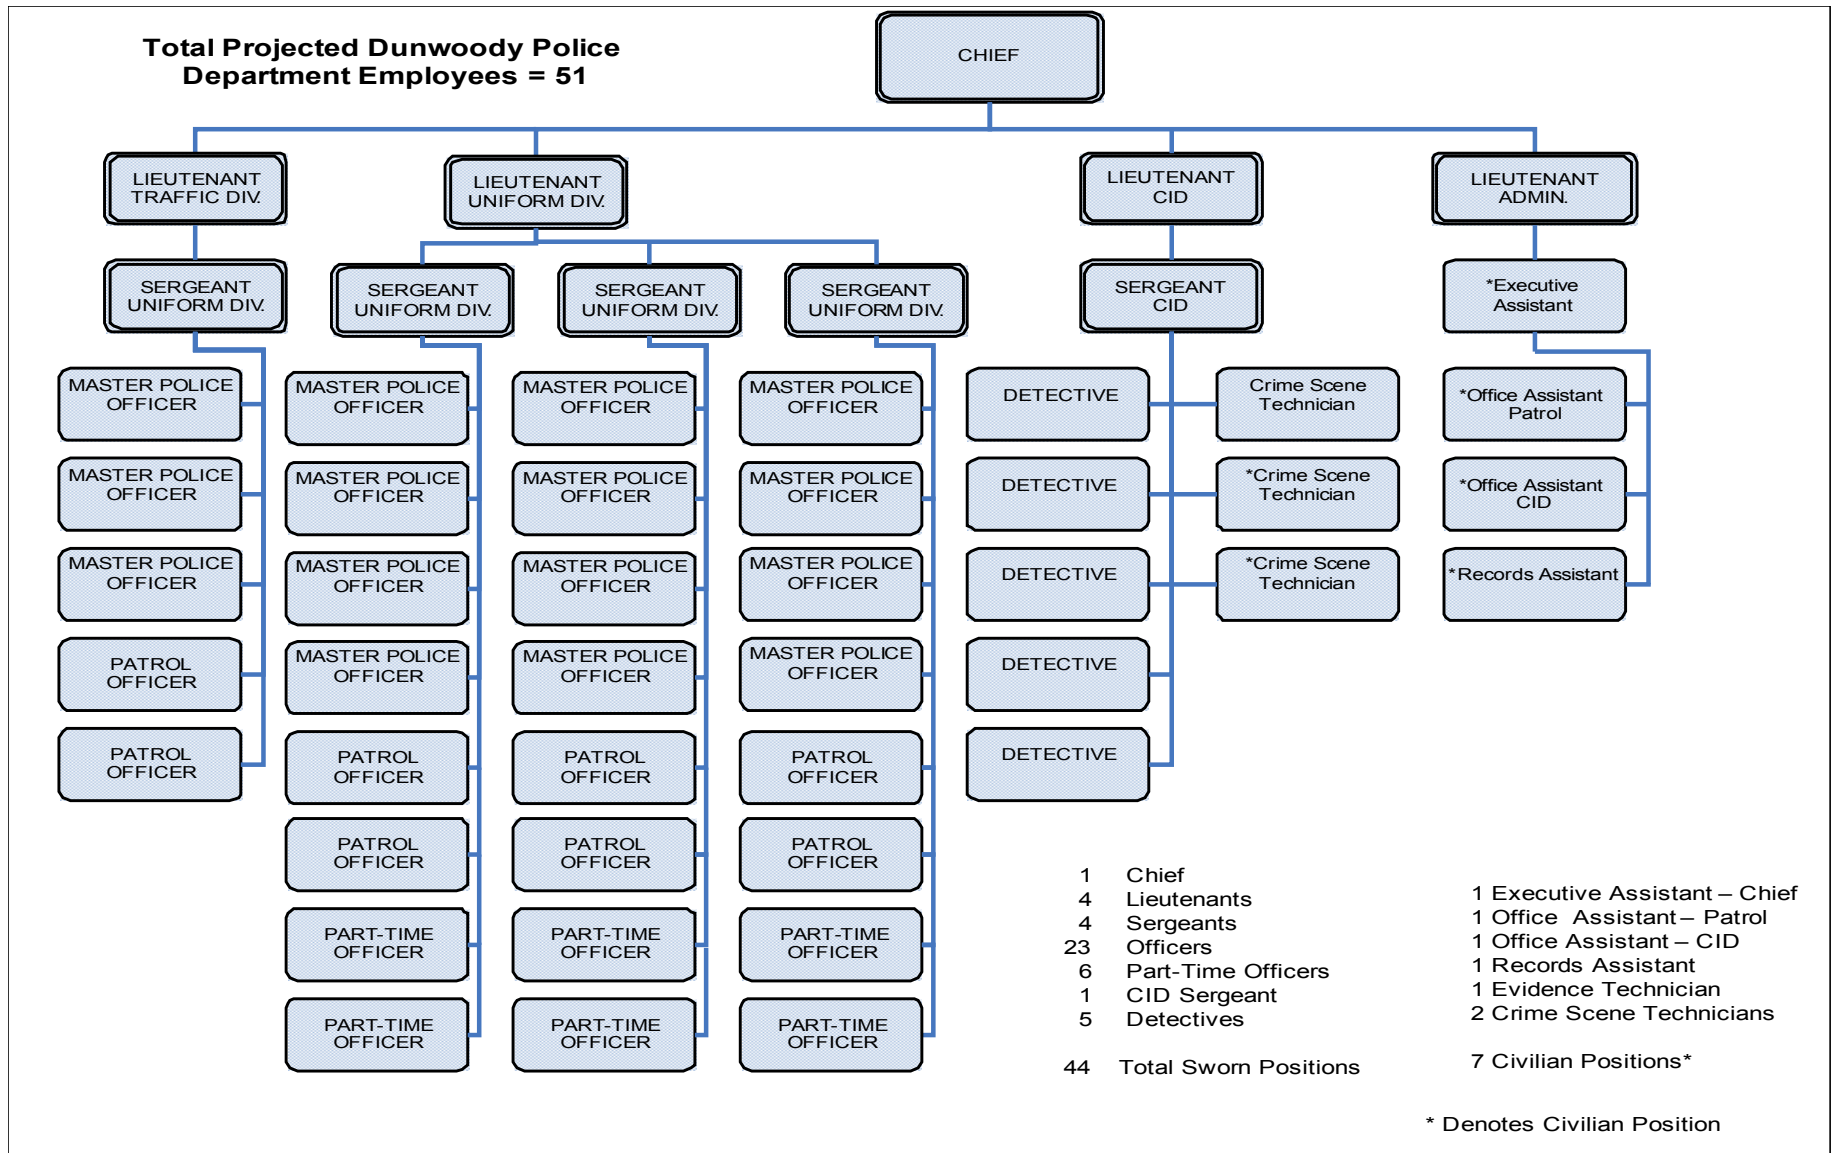 Total Projected Dunwoody Police
Department Employees = 51
CHIEF
LIEUTENANT
TRAFFIC DIV.
LIEUTENANT
UNIFORM DIV.
LIEUTENANT
CID
LIEUTENANT
ADMIN.
SERGEANT
UNIFORM DIV.
SERGEANT
UNIFORM DIV.
SERGEANT
UNIFORM DIV.
SERGEANT
UNIFORM DIV.
SERGEANT
CID
*Executive
Assistant
MASTER POLICE
OFFICER
MASTER POLICE
OFFICER
MASTER POLICE
OFFICER
PATROL
OFFICER
PATROL
OFFICER
MASTER POLICE
OFFICER
MASTER POLICE
OFFICER
MASTER POLICE
OFFICER
MASTER POLICE
OFFICER
PATROL
OFFICER
PATROL
OFFICER
PART-TIME
OFFICER
PART-TIME
OFFICER
MASTER POLICE
OFFICER
MASTER POLICE
OFFICER
MASTER POLICE
OFFICER
MASTER POLICE
OFFICER
PATROL
OFFICER
PATROL
OFFICER
PART-TIME
OFFICER
PART-TIME
OFFICER
MASTER POLICE
OFFICER
MASTER POLICE
OFFICER
MASTER POLICE
OFFICER
MASTER POLICE
OFFICER
PATROL
OFFICER
PATROL
OFFICER
PART-TIME
OFFICER
PART-TIME
OFFICER
DETECTIVE
DETECTIVE
DETECTIVE
DETECTIVE
DETECTIVE
Crime Scene
Technician
*Crime Scene
Technician
*Crime Scene
Technician
*Office Assistant
Patrol
*Office Assistant
CID
*Records Assistant
1 Chief
4 Lieutenants
4 Sergeants
23 Officers
6 Part-Time Officers
1 CID Sergeant
5 Detectives
44 Total Sworn Positions
1 Executive Assistant – Chief
1 Office Assistant – Patrol
1 Office Assistant – CID
1 Records Assistant
1 Evidence Technician
2 Crime Scene Technicians
7 Civilian Positions*
* Denotes Civilian Position